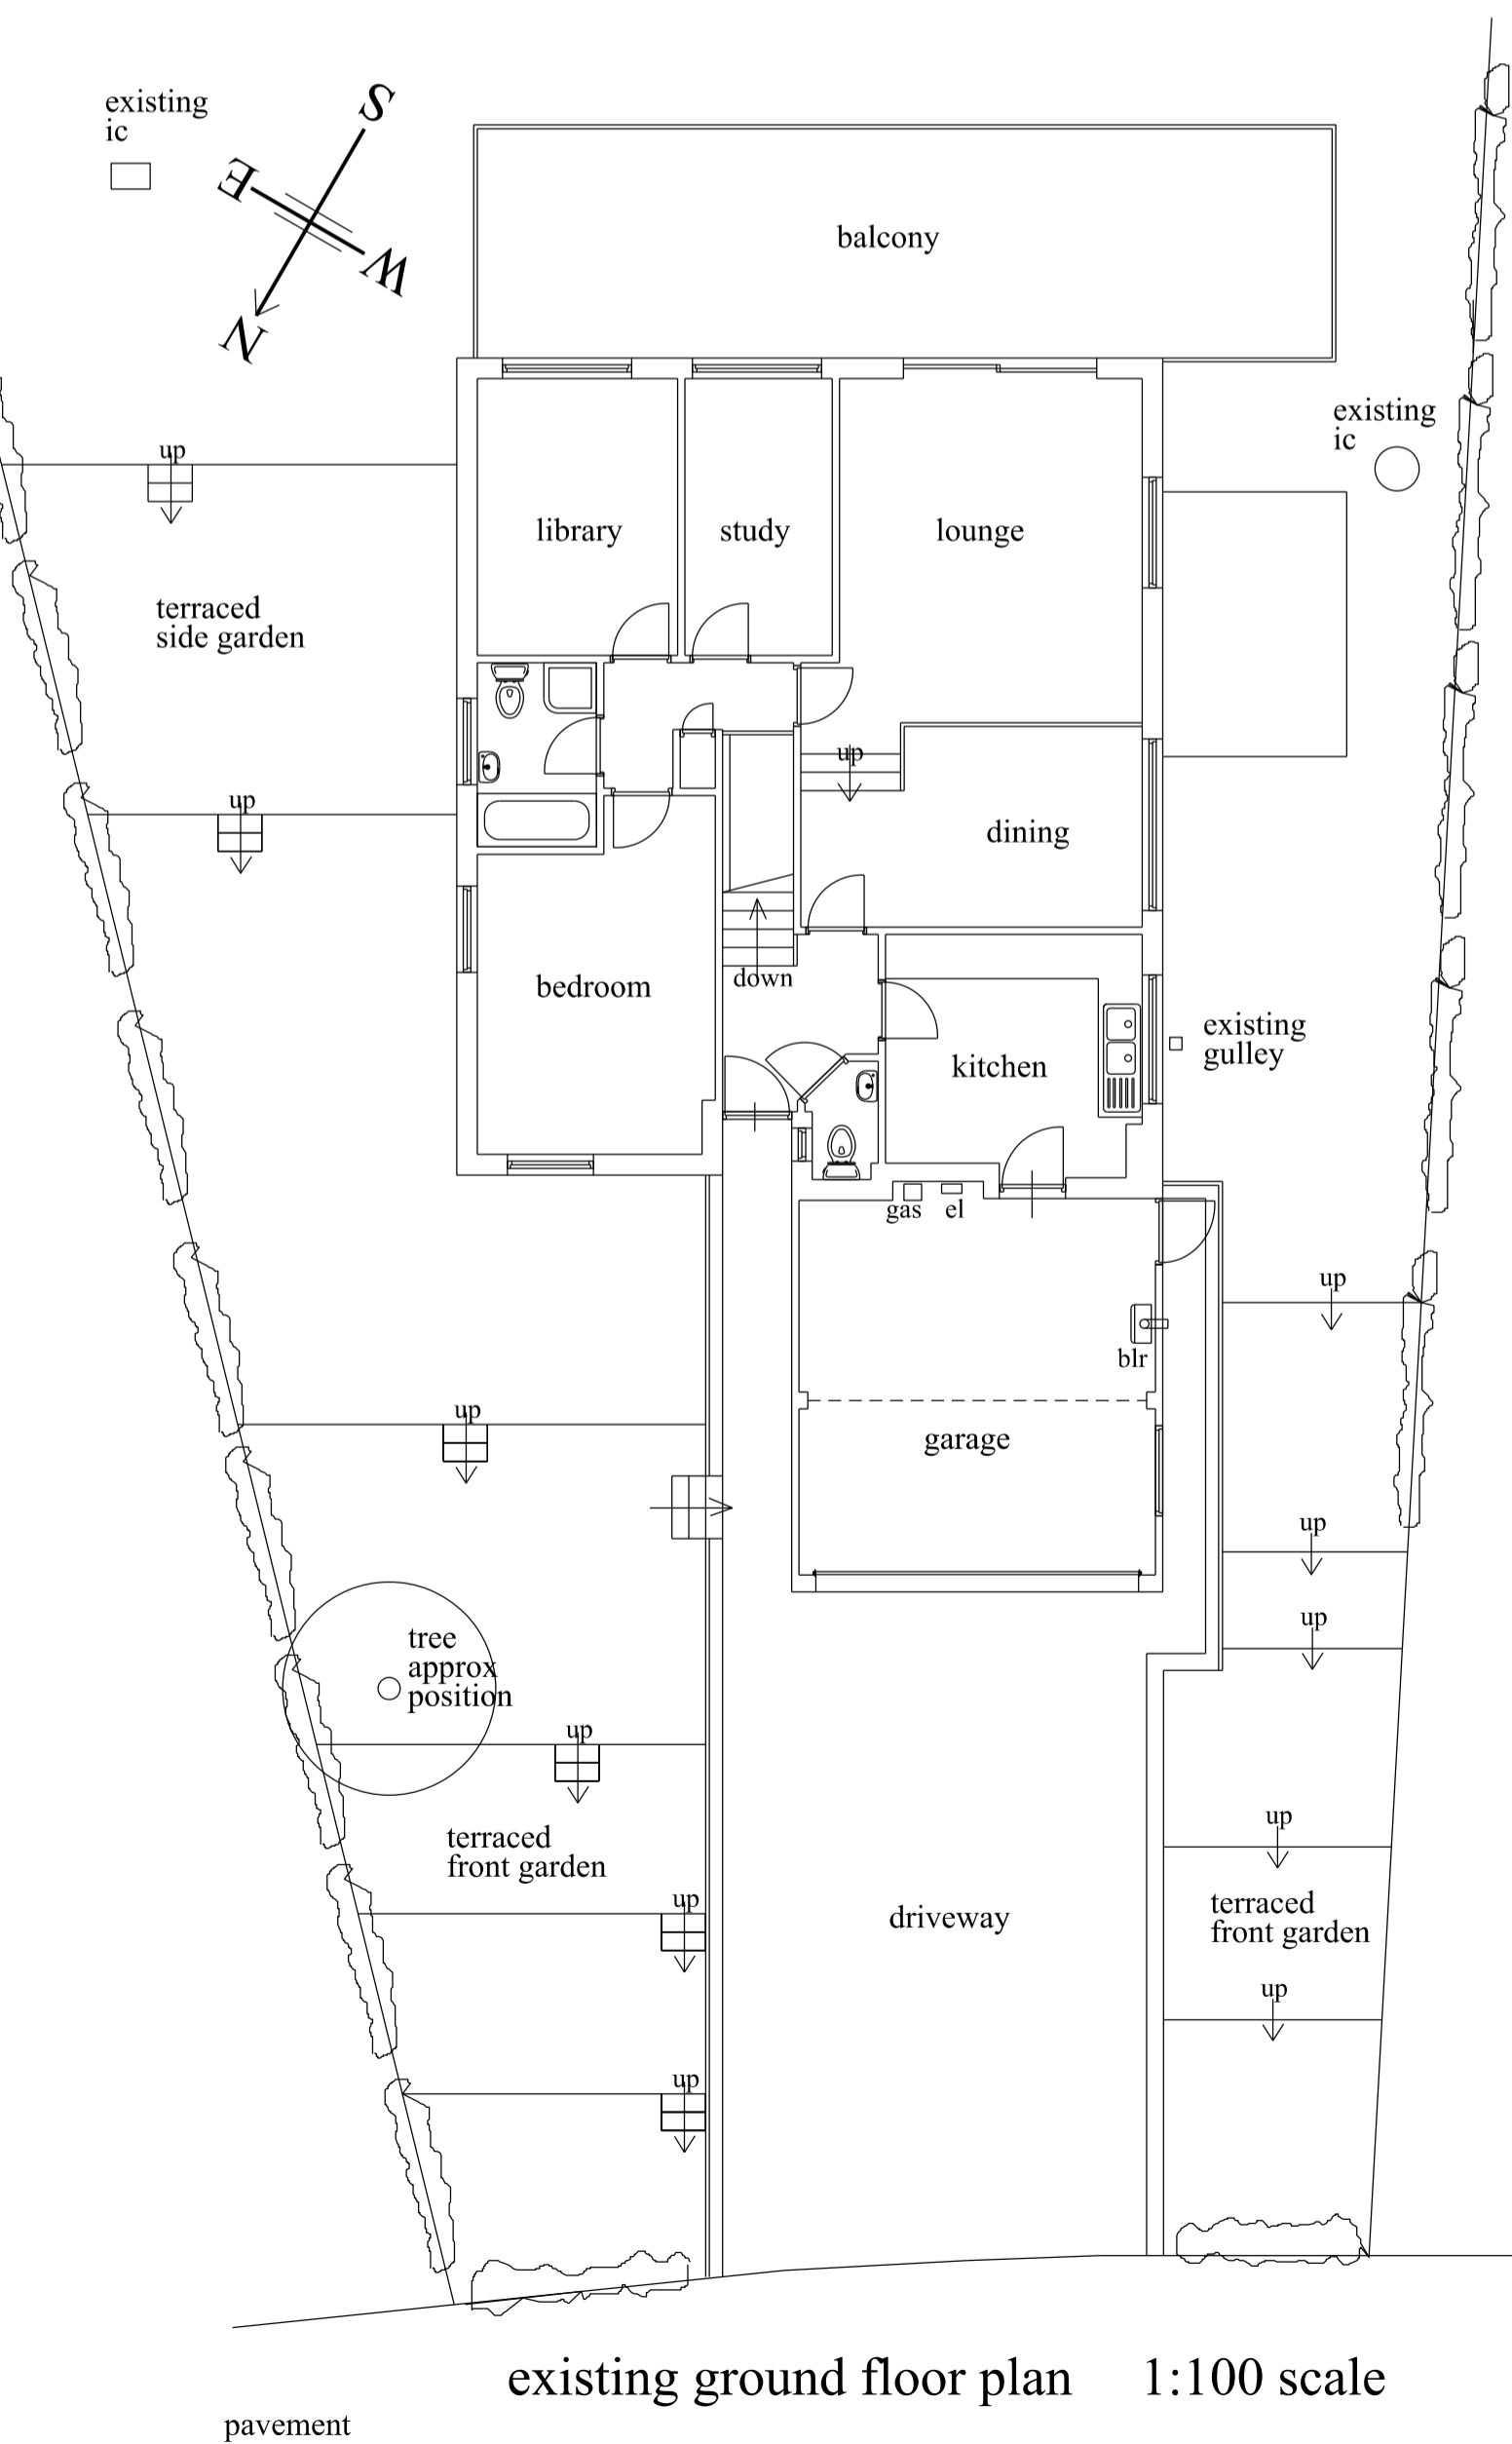 existing
ic
S
E
W
N
balcony
existing
ic
up
library
study
lounge
terraced
side garden
up
up
dining
bedroom
down
existing
gulley
kitchen
gas
el
up
blr
up
garage
up
up
tree
approx
position
up
up
terraced
front garden
up
driveway
terraced
front garden
up
up
existing ground floor plan 1:100 scale
pavement